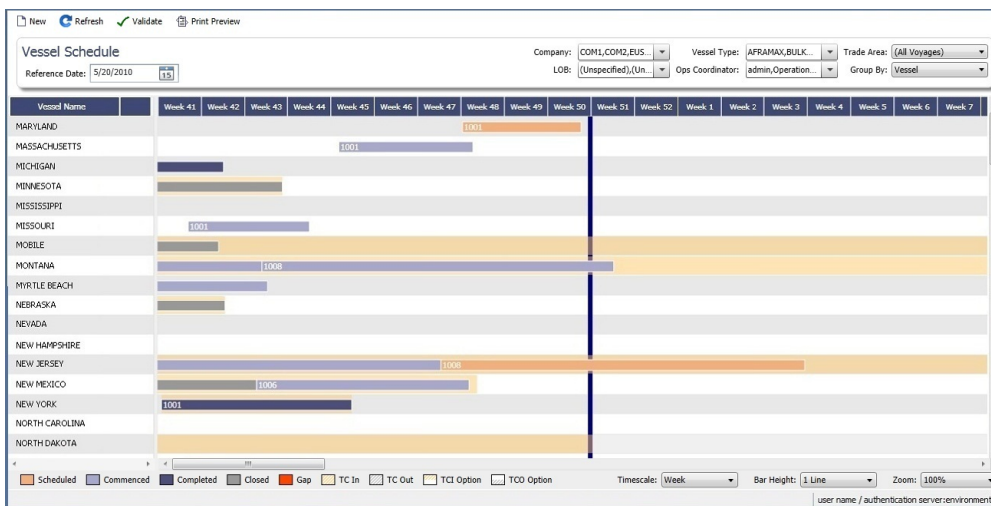 New Refresh Validate Print Preview
Vessel Schedule
Company: COM1,COM2,EUS... Vessel Type: AFRAMAX,BULK... Trade Area: (All Voyages)
Reference Date: 5/20/2010 15 LOB: (Unspecified),(Un... Ops Coordinator: admin,Operation... Group By: Vessel
Vessel Name Week 41 Week 42 Week 43 Week 44 Week 45 Week 46 Week 47 Week 48 Week 49 Week 50 Week 51 Week 52 Week 1 Week 2 Week 3 Week 4 Week 5 Week 6 Week 7
MARYLAND 1001
MASSACHUSETTS 1001
MICHIGAN
MINNESOTA
MISSISSIPPI
MISSOURI 1001
MOBILE
MONTANA 1008
MYRTLE BEACH
NEBRASKA
NEVADA
NEW HAMPSHIRE
NEW JERSEY 1008
NEW MEXICO 1006
NEW YORK 1001
NORTH CAROLINA
NORTH DAKOTA
Scheduled Commenced Completed Closed Gap TC In TC Out TCI Option TCO Option Timescale: Week Bar Height: 1 Line Zoom: 100%
user name / authentication server:environment